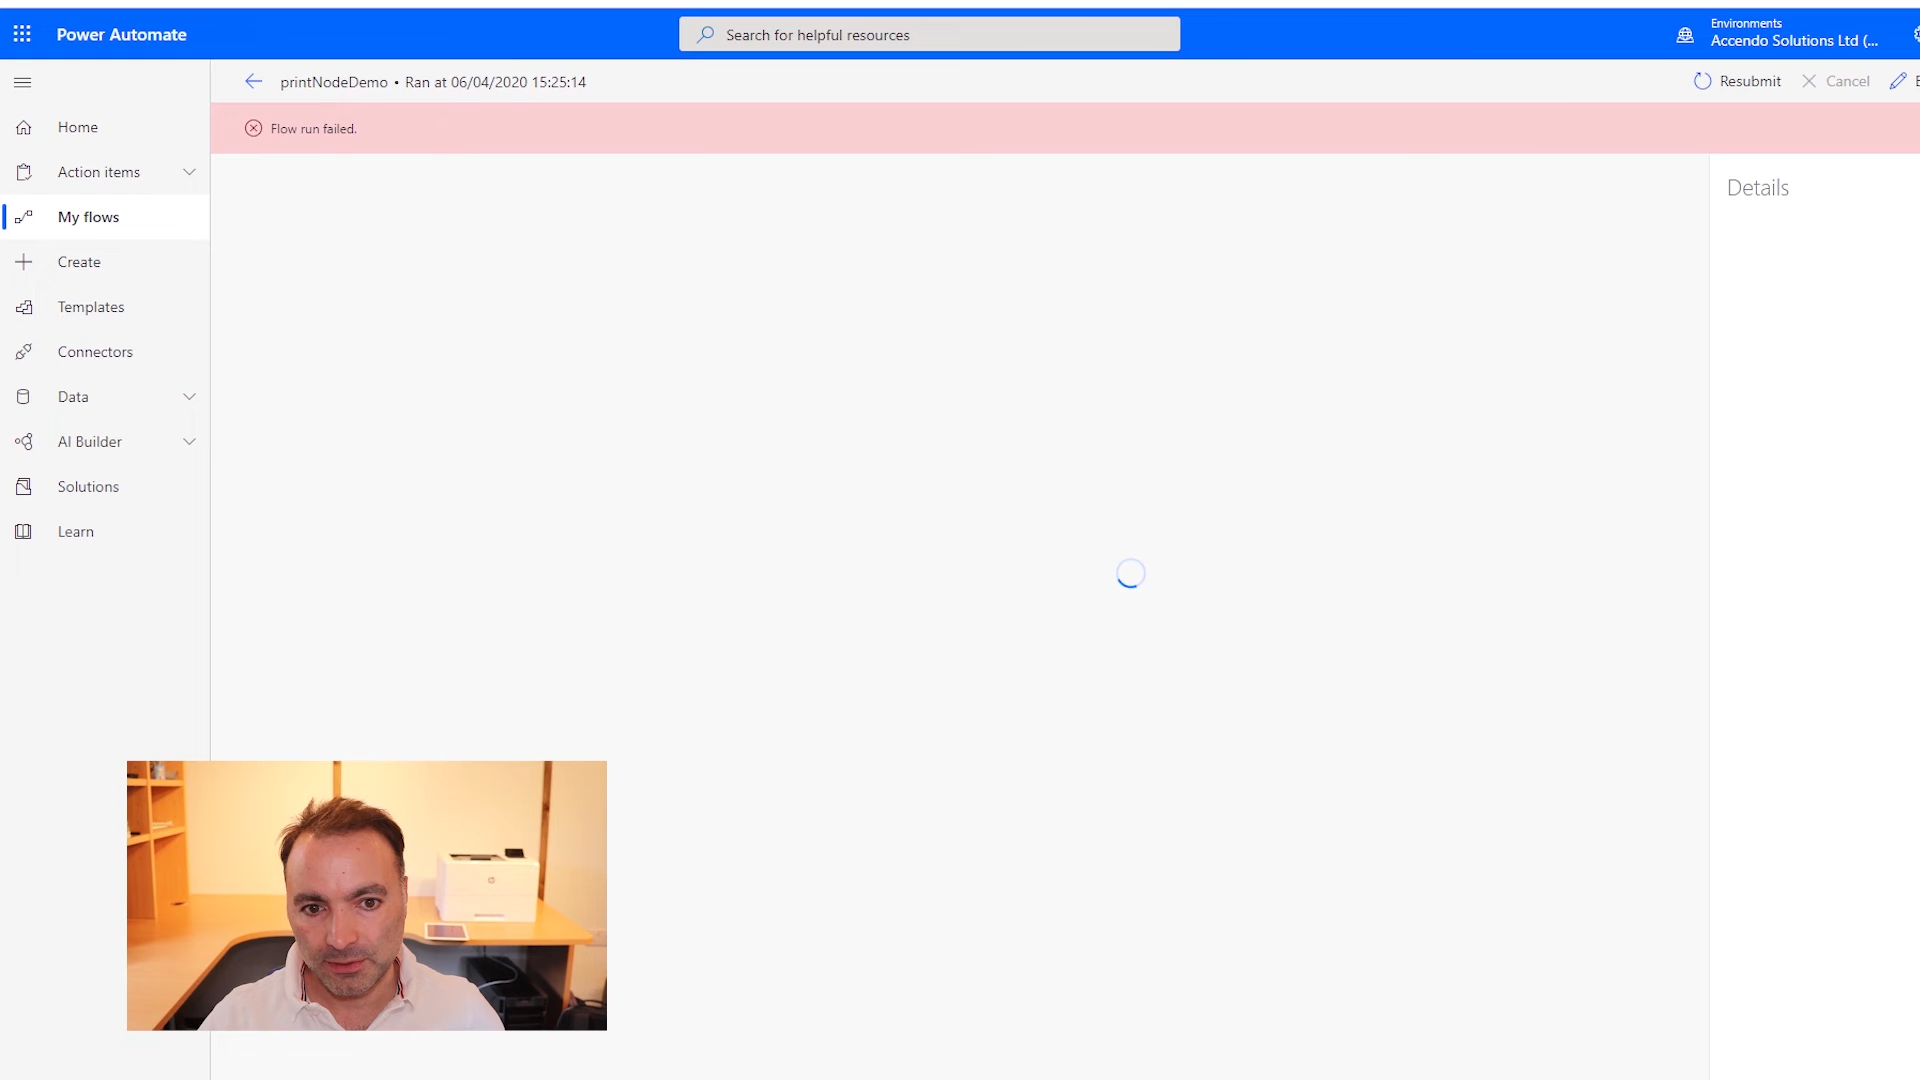 Power Automate
Search for helpful resources
Environments
Accendo Solutions Ltd (...
printNodeDemo • Ran at 06/04/2020 15:25:14
Resubmit
Cancel
Flow run failed.
Home
Action items
My flows
Create
Templates
Connectors
Data
AI Builder
Solutions
Learn
Details